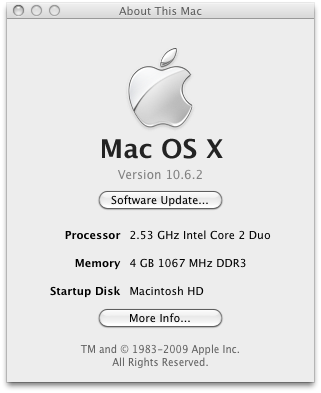 About This Mac
Mac OS X
Version 10.6.2
Software Update...
Processor 2.53 GHz Intel Core 2 Duo
Memory 4 GB 1067 MHz DDR3
Startup Disk Macintosh HD
More Info...
TM and © 1983-2009 Apple Inc.
All Rights Reserved.